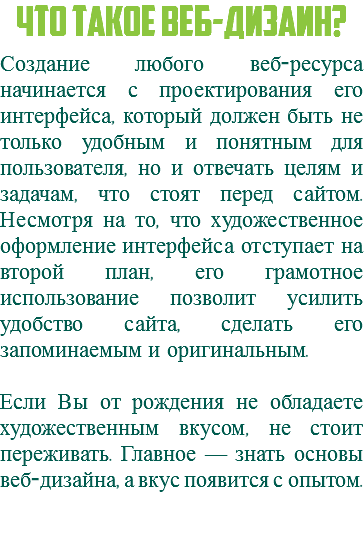 ЧТО ТАКОЕ ВЕБ-ДИЗАЙН?
Создание любого веб-ресурса
начинается с проектирования его
интерфейса, который должен быть не
только удобным и понятным для
пользователя, но и отвечать целям и
задачам, что стоят перед сайтом.
Несмотря на то, что художественное
оформление интерфейса отступает на
второй план, его грамотное
использование позволит усилить
удобство сайта, сделать его
запоминаемым и оригинальным.
Если Вы от рождения не обладаете
художественным вкусом, не стоит
переживать. Главное — знать основы
веб-дизайна, а вкус появится с опытом.